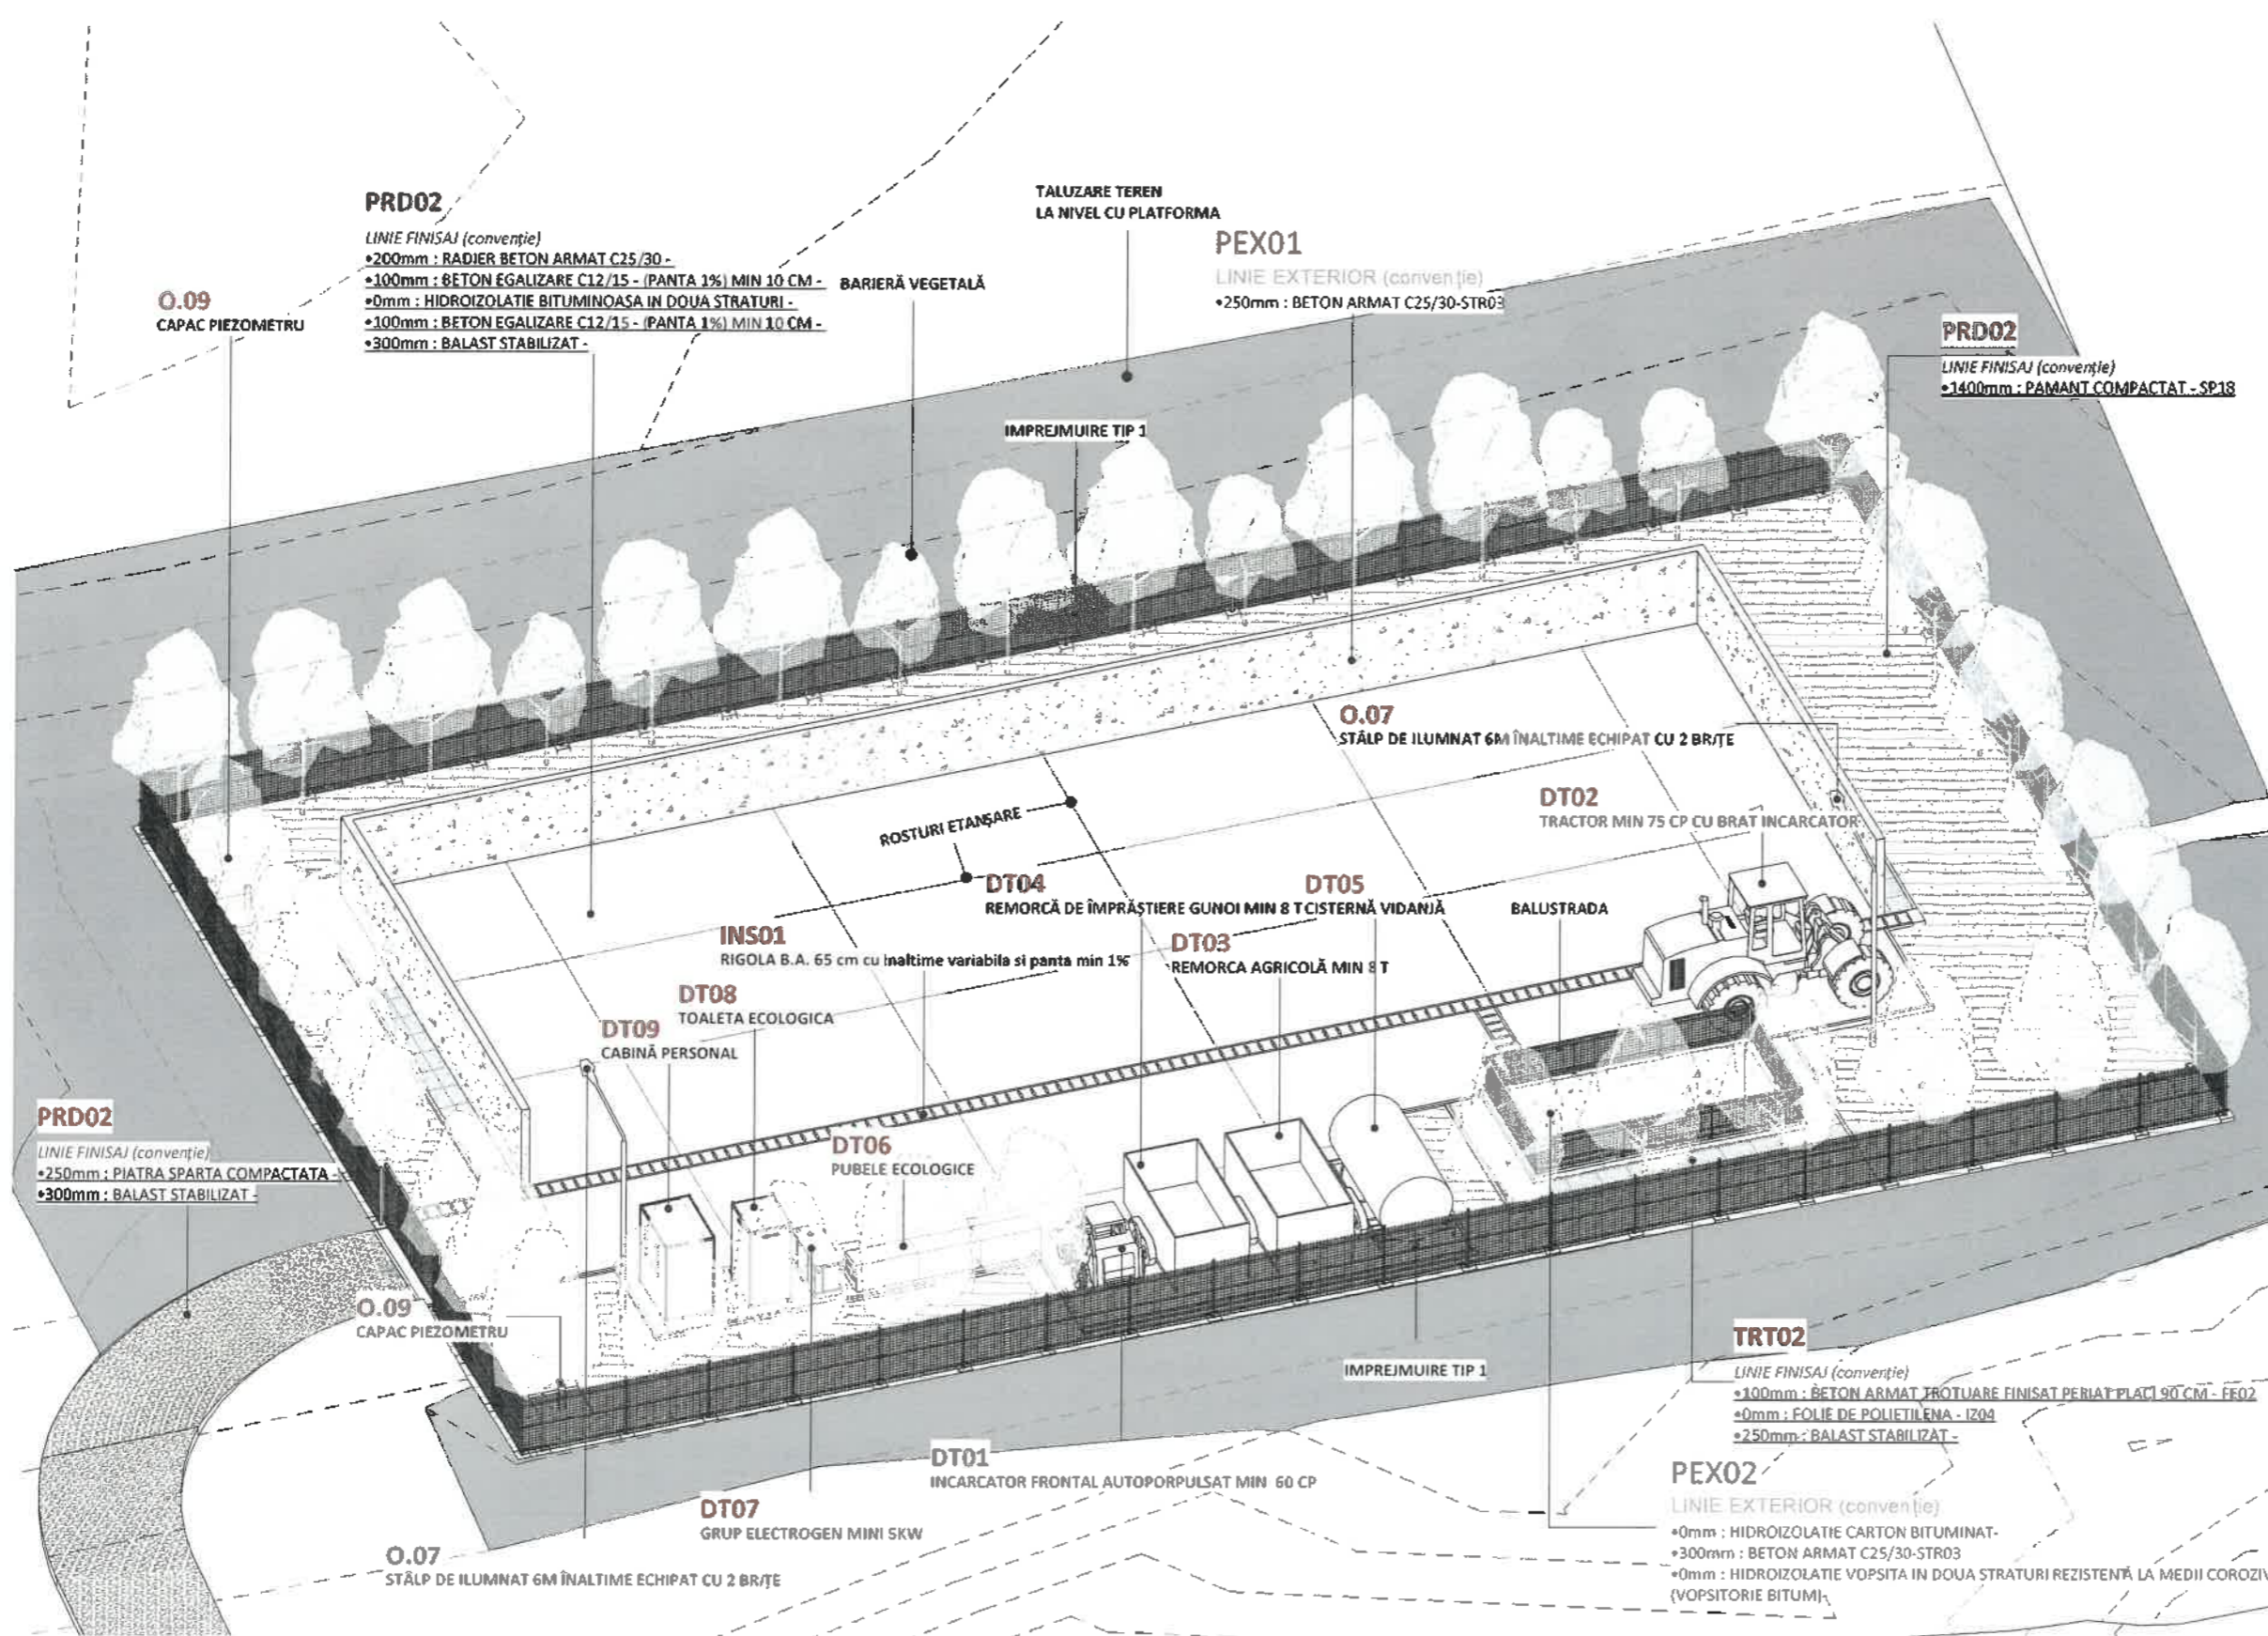 TALUZARE TEREN
LA NIVEL CU PLATFORMA
PRD02
LINIE FINISAJ (convenție)
•200mm : RADIER BETON ARMAT C25/30 -
•100mm : BETON EGALIZARE C12/15 - (PANTA 1%) MIN 10 CM -
•0mm : HIDROIZOLATIE BITUMINOASA IN DOUA STRATURI -
•100mm : BETON EGALIZARE C12/15 - (PANTA 1%) MIN 10 CM -
•300mm : BALAST STABILIZAT -
PEX01
LINIE EXTERIOR (convenție)
•250mm : BETON ARMAT C25/30-STR03
BARIERĂ VEGETALĂ
O.09
CAPAC PIEZOMETRU
PRD02
LINIE FINISAJ (convenție)
•1400mm : PAMANT COMPACTAT - SP18
IMPREJMUIRE TIP 1
O.07
STÂLP DE ILUMNAT 6M ÎNALTIME ECHIPAT CU 2 BR/ȚE
DT02
TRACTOR MIN 75 CP CU BRAT INCARCATOR
ROSTURI ETANȘARE
DT04
REMORCĂ DE ÎMPRĂȘTIERE GUNOI MIN 8 T
DT05
CISTERNĂ VIDANJĂ
BALUSTRADA
INS01
RIGOLA B.A. 65 cm cu inaltime variabila si panta min 1%
DT03
REMORCA AGRICOLĂ MIN 8 T
DT08
TOALETA ECOLOGICA
DT09
CABINĂ PERSONAL
PRD02
LINIE FINISAJ (convenție)
•250mm : PIATRA SPARTA COMPACTATA -
•300mm : BALAST STABILIZAT -
DT06
PUBELE ECOLOGICE
O.09
CAPAC PIEZOMETRU
TRT02
LINIE FINISAJ (convenție)
•100mm : BETON ARMAT TROTUARE FINISAT PERIAT PLACI 90 CM - FE02
•0mm : FOLIE DE POLIETILENA - IZ04
•250mm : BALAST STABILIZAT -
IMPREJMUIRE TIP 1
DT01
INCARCATOR FRONTAL AUTOPORPULSAT MIN 60 CP
DT07
GRUP ELECTROGEN MINI 5KW
PEX02
LINIE EXTERIOR (convenție)
•0mm : HIDROIZOLATIE CARTON BITUMINAT-
•300mm : BETON ARMAT C25/30-STR03
•0mm : HIDROIZOLATIE VOPSITA IN DOUA STRATURI REZISTENTĂ LA MEDII COROZIV
(VOPSITORIE BITUM)-
O.07
STÂLP DE ILUMNAT 6M ÎNALTIME ECHIPAT CU 2 BR/ȚE